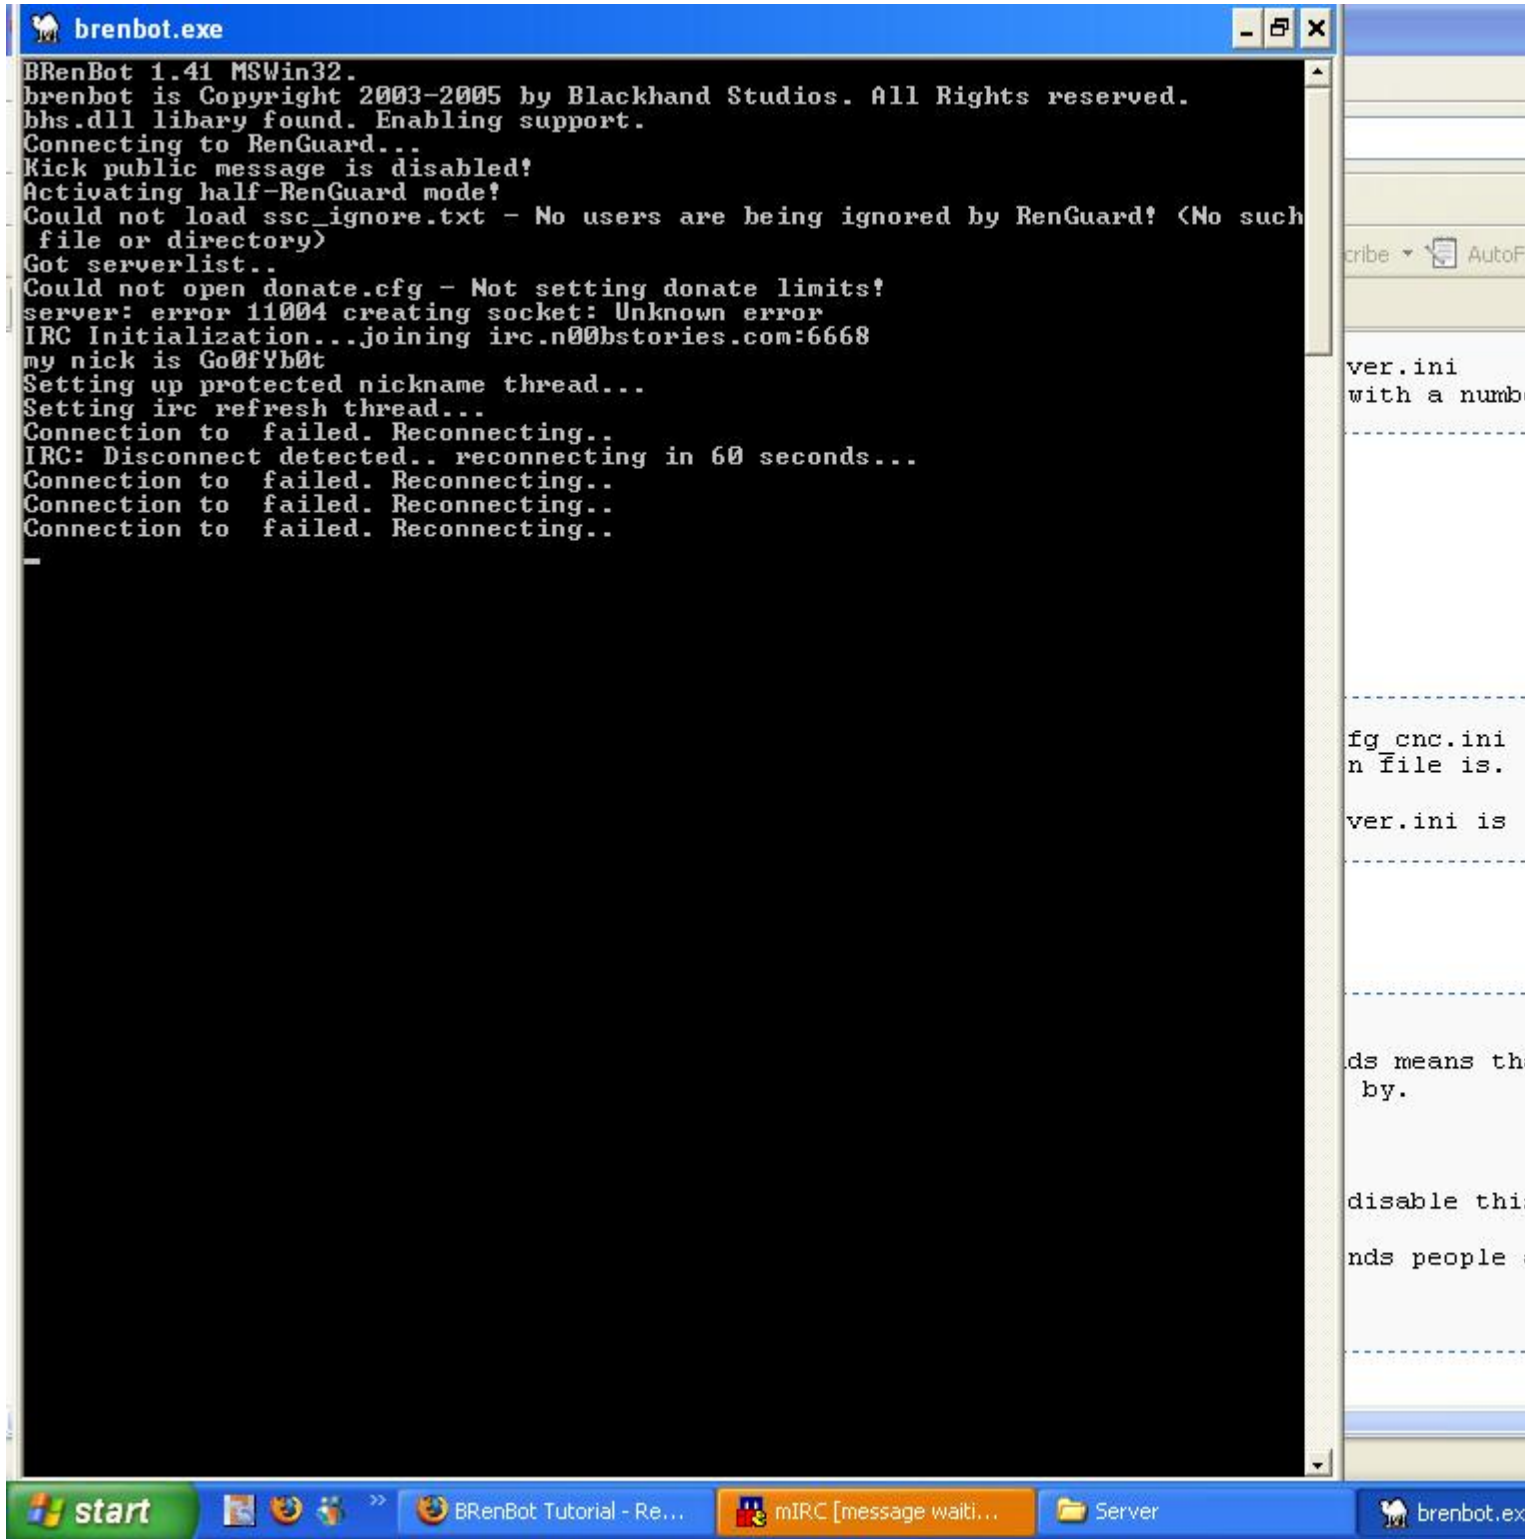 brenbot.exe
BRenBot 1.41 MSWin32.
brenbot is Copyright 2003-2005 by Blackhand Studios. All Rights reserved.
bhs.dll libary found. Enabling support.
Connecting to RenGuard...
Kick public message is disabled!
Activating half-RenGuard mode!
Could not load ssc_ignore.txt - No users are being ignored by RenGuard! (No such
file or directory)
Got serverlist..
Could not open donate.cfg - Not setting donate limits!
server: error 11004 creating socket: Unknown error
IRC Initialization...joining irc.n00bstories.com:6668
my nick is Go0fYb0t
Setting up protected nickname thread...
Setting irc refresh thread...
Connection to  failed. Reconnecting..
IRC: Disconnect detected.. reconnecting in 60 seconds...
Connection to  failed. Reconnecting..
Connection to  failed. Reconnecting..
Connection to  failed. Reconnecting..
cribe AutoF
ver.ini
with a numb
fg_cnc.ini
n file is.
ver.ini is
ds means th
by.
disable thi
nds people
start
BRenBot Tutorial - Re...
mIRC [message waiti...
Server
brenbot.ex